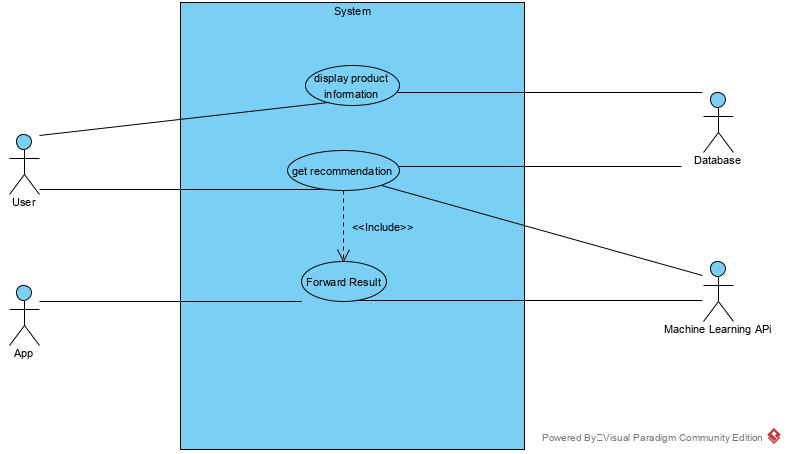 System
display product
information
Database
get recommendation
User
<<Include>>
Forward Result
Machine Learning APi
App
Powered By Visual Paradigm Community Edition